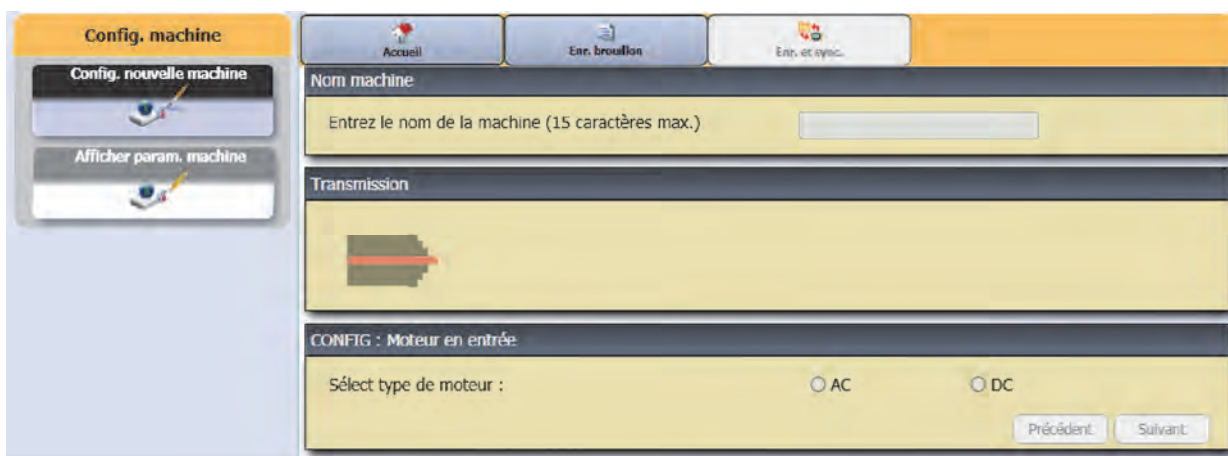 Config. machine
Config. nouvelle machine
Afficher param. machine
Accueil
Enr. brouillon
Enr. et sync.
Nom machine
Entrez le nom de la machine (15 caractères max.)
Transmission
CONFIG : Moteur en entrée
Sélect type de moteur :
AC
DC
Précédent
Suivant